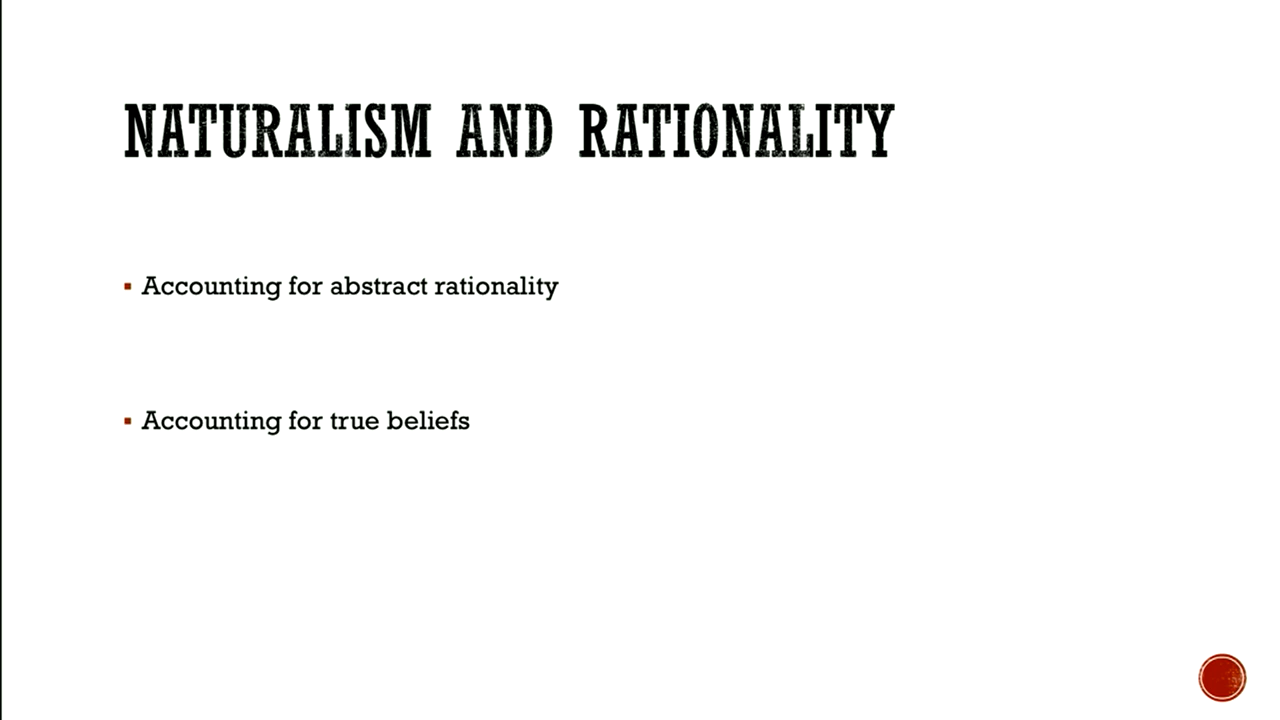 NATURALISM AND RATIONALITY
▪ Accounting for abstract rationality
▪ Accounting for true beliefs